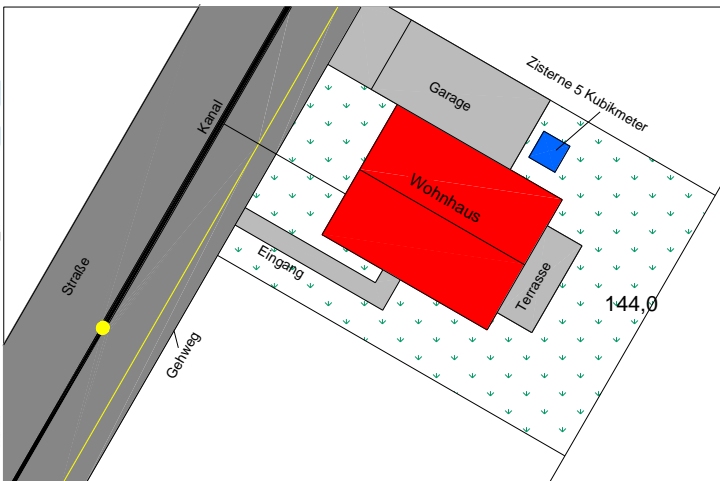 Zisterne 5 Kubikmeter
Garage
Kanal
Wohnhaus
Eingang
Straße
Terrasse
144,0
Gehweg